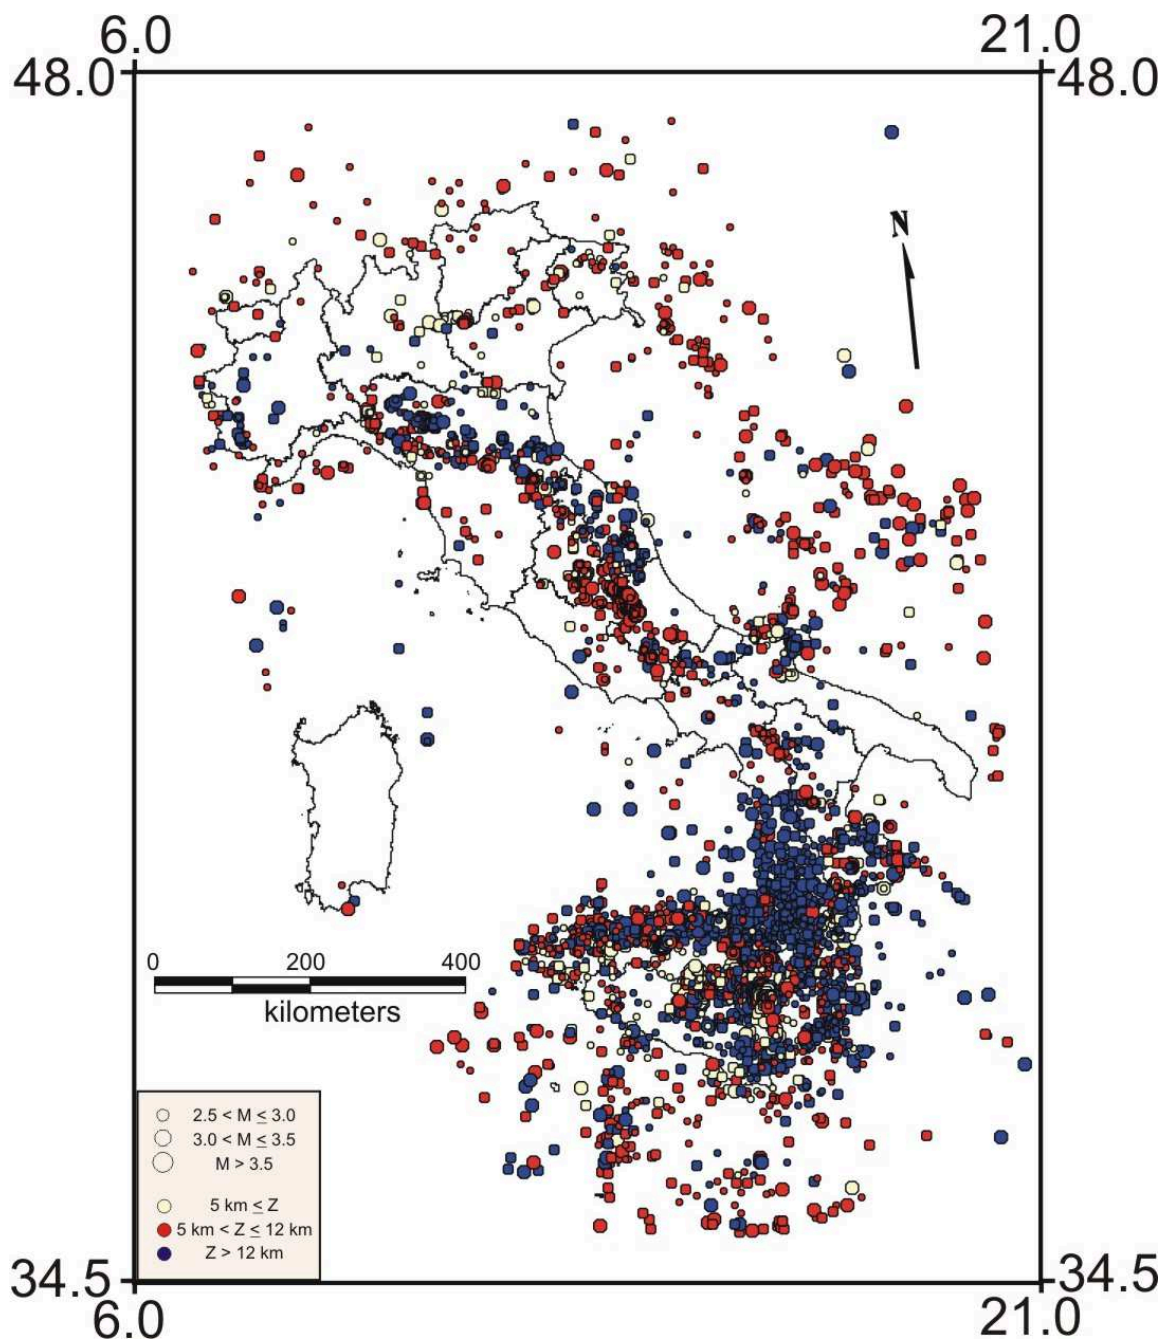 6.0 21.0
48.0 48.0
N
0 200 400
kilometers
2.5 < M ≤ 3.0
3.0 < M ≤ 3.5
M > 3.5
5 km ≤ Z
5 km < Z ≤ 12 km
Z > 12 km
34.5 34.5
6.0 21.0